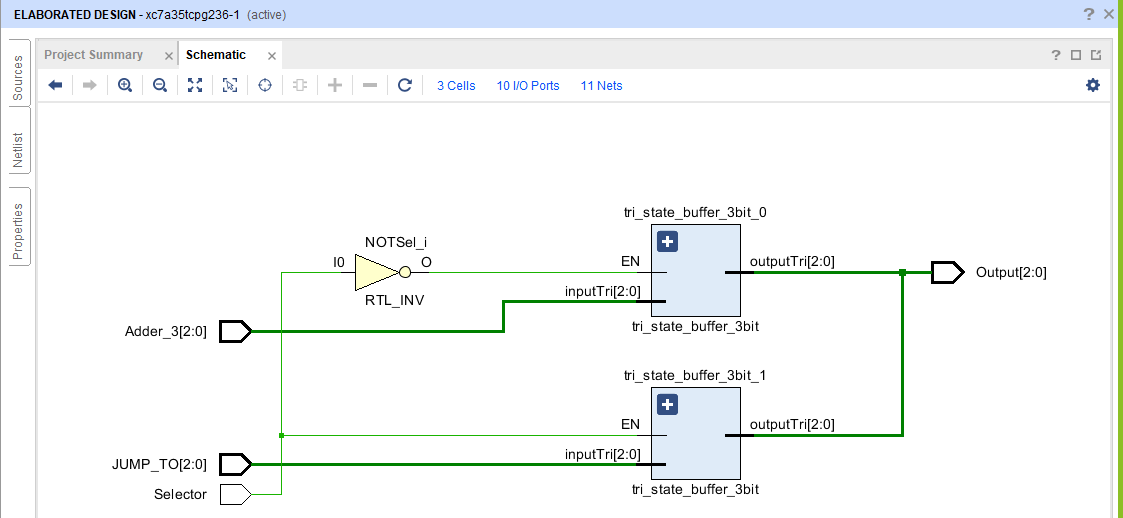 ELABORATED DESIGN - xc7a35tcpg236-1 (active)
Sources
Netlist
Properties
Project Summary
Schematic
3 Cells 10 I/O Ports 11 Nets
tri_state_buffer_3bit_0
NOTSel_i
I0 O
EN
outputTri[2:0]
Output[2:0]
inputTri[2:0]
RTL_INV
tri_state_buffer_3bit
Adder_3[2:0]
tri_state_buffer_3bit_1
EN
outputTri[2:0]
inputTri[2:0]
JUMP_TO[2:0]
tri_state_buffer_3bit
Selector